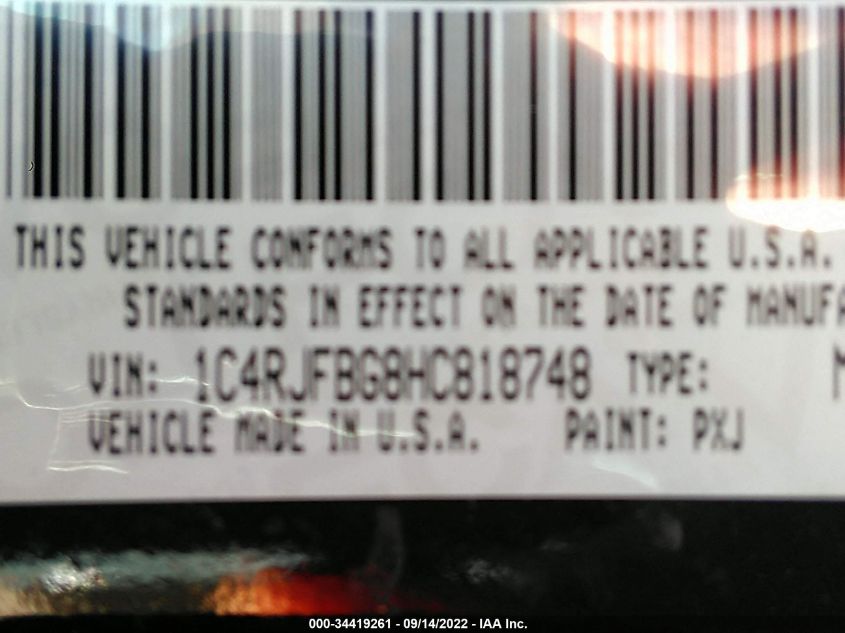 THIS VEHICLE CONFORMS TO ALL APPLICABLE U.S.A.
STANDARDS IN EFFECT ON THE DATE OF MANUFA
VIN: 1C4RJFBG8HC818748 TYPE: M
VEHICLE MADE IN U.S.A. PAINT: PXJ
000-34419261 - 09/14/2022 - IAA Inc.